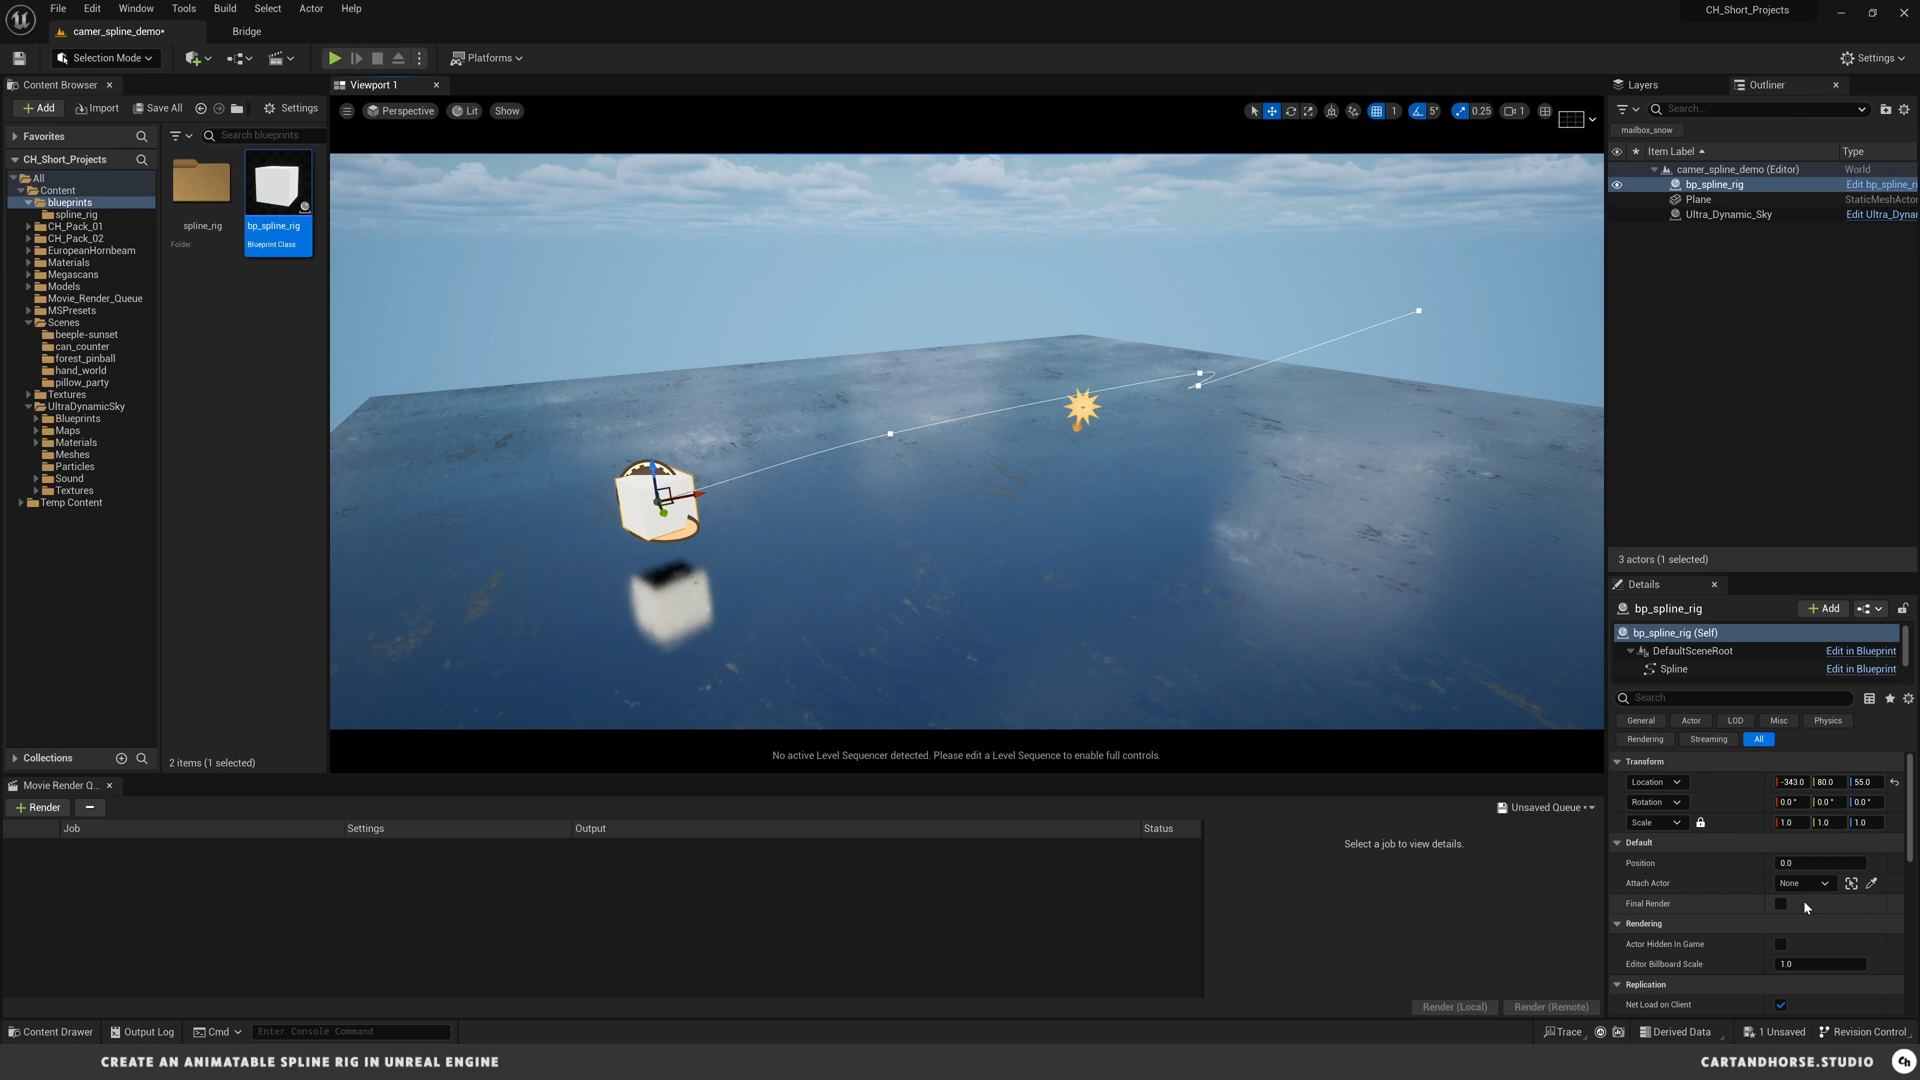 File Edit Window Tools Build Select Actor Help
CH_Short_Projects
camer_spline_demo*
Bridge
Selection Mode
Platforms
Settings
Content Browser
Viewport 1
Layers
Outliner
Add Import Save All Settings
Perspective Lit Show
1 5° 0.25 1
Search...
mailbox_snow
Favorites
Search blueprints
CH_Short_Projects
All
Content
blueprints
spline_rig
CH_Pack_01
CH_Pack_02
EuropeanHornbeam
Materials
Megascans
Models
Movie_Render_Queue
MSPresets
Scenes
beeple-sunset
can_counter
forest_pinball
hand_world
pillow_party
Textures
UltraDynamicSky
Blueprints
Maps
Materials
Meshes
Particles
Sound
Textures
Temp Content
spline_rig
Folder
bp_spline_rig
Blueprint Class
Collections
2 items (1 selected)
Item Label Type
camer_spline_demo (Editor) World
bp_spline_rig Edit bp_spline_ri
Plane StaticMeshActor
Ultra_Dynamic_Sky Edit Ultra_Dyna
3 actors (1 selected)
Details
bp_spline_rig
Add
bp_spline_rig (Self)
DefaultSceneRoot Edit in Blueprint
Spline Edit in Blueprint
Search
General Actor LOD Misc Physics
Rendering Streaming All
Transform
Location -343.0 80.0 55.0
Rotation 0.0° 0.0° 0.0°
Scale 1.0 1.0 1.0
Default
Position 0.0
Attach Actor None
Final Render
Rendering
Actor Hidden In Game
Editor Billboard Scale 1.0
Replication
Net Load on Client
No active Level Sequencer detected. Please edit a Level Sequence to enable full controls.
Movie Render Q...
Render
Unsaved Queue *
Job Settings Output Status
Select a job to view details.
Render (Local) Render (Remote)
Content Drawer Output Log Cmd Enter Console Command
Trace Derived Data 1 Unsaved Revision Control
CREATE AN ANIMATABLE SPLINE RIG IN UNREAL ENGINE
CARTANDHORSE.STUDIO
Ch